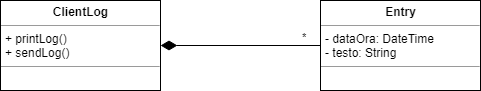 ClientLog
+ printLog()
+ sendLog()
*
Entry
- dataOra: DateTime
- testo: String